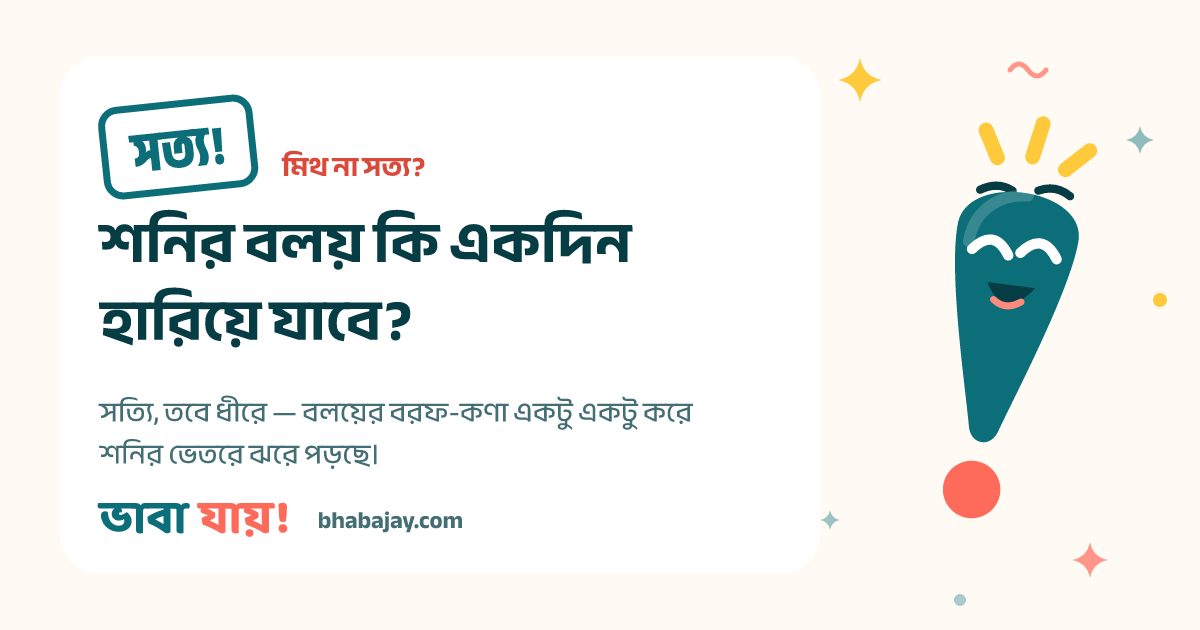 সত্য!
মিথ না সত্য?
শনির বলয় কি একদিন
হারিয়ে যাবে?
সত্যি, তবে ধীরে — বলয়ের বরফ-কণা একটু একটু করে
শনির ভেতরে ঝরে পড়ছে।
ভাবা যায়! bhabajay.com